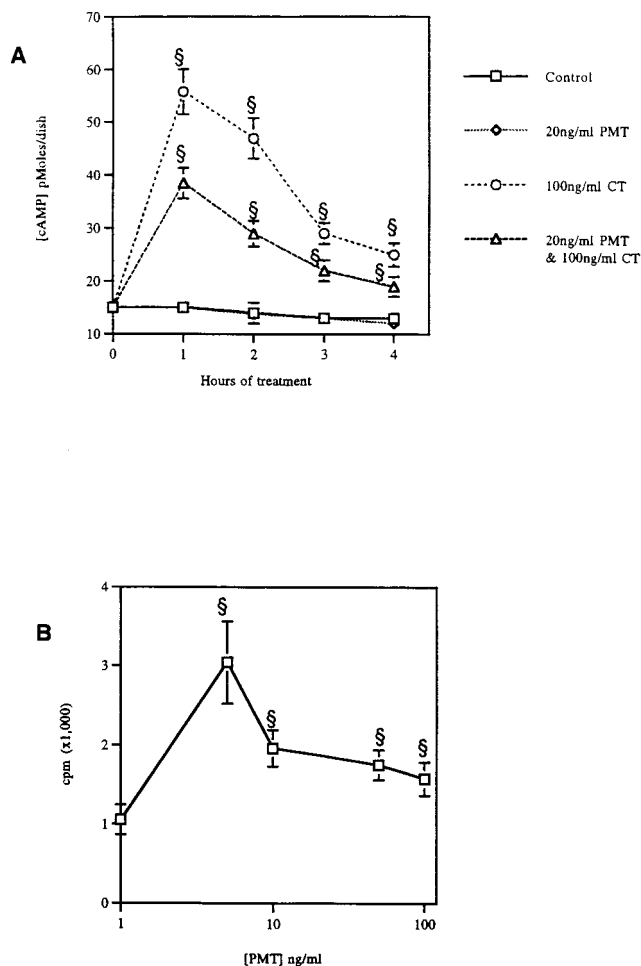 A
70
60
50
40
30
20
10
[cAMP] pMoles/dish
§
§
§
§
§
§
§
§
0
1
2
3
4
Hours of treatment
Control
20ng/ml PMT
100ng/ml CT
20ng/ml PMT
& 100ng/ml CT
B
4
3
2
1
0
cpm (x1,000)
§
§
§
§
1
10
100
[PMT] ng/ml